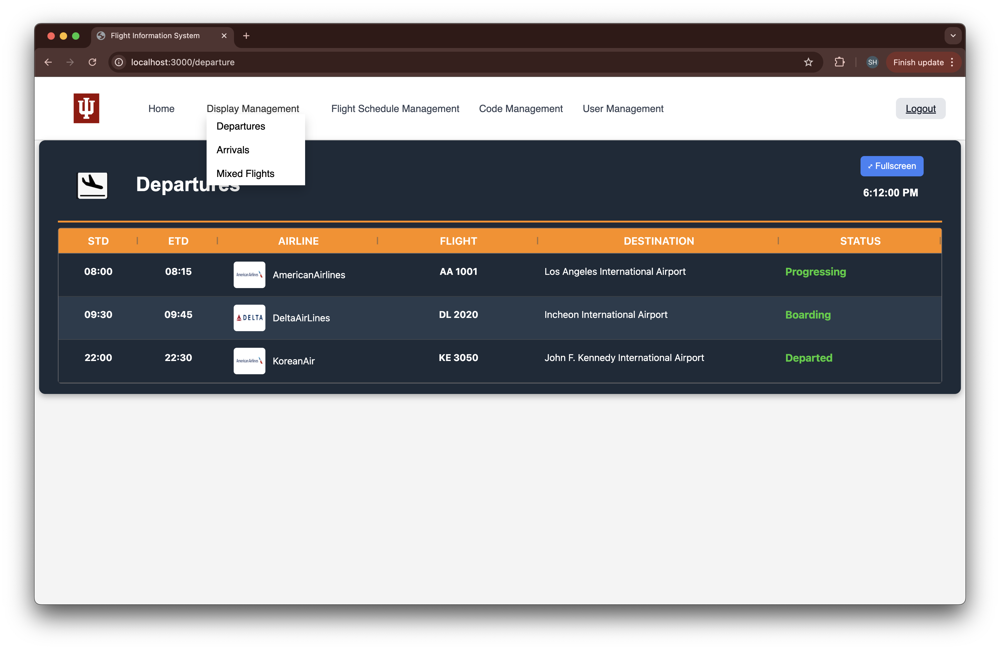 Flight Information System
localhost:3000/departure
SH
Finish update
Home Display Management Flight Schedule Management Code Management User Management Logout
Departures
Arrivals
Mixed Flights
Fullscreen
Departures
6:12:00 PM
STD ETD AIRLINE FLIGHT DESTINATION STATUS
08:00 08:15 American Airlines AmericanAirlines AA 1001 Los Angeles International Airport Progressing
09:30 09:45 DELTA DeltaAirLines DL 2020 Incheon International Airport Boarding
22:00 22:30 American Airlines KoreanAir KE 3050 John F. Kennedy International Airport Departed